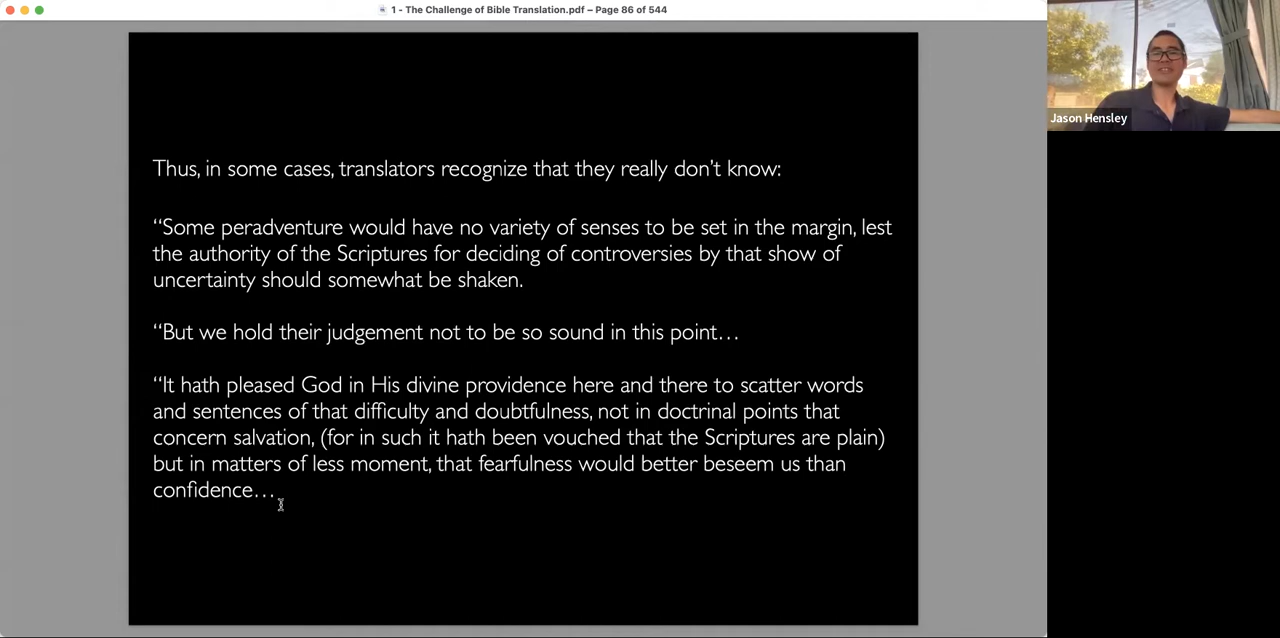 1 - The Challenge of Bible Translation.pdf – Page 86 of 544
Jason Hensley
Thus, in some cases, translators recognize that they really don’t know:
“Some peradventure would have no variety of senses to be set in the margin, lest
the authority of the Scriptures for deciding of controversies by that show of
uncertainty should somewhat be shaken.
“But we hold their judgement not to be so sound in this point…
“It hath pleased God in His divine providence here and there to scatter words
and sentences of that difficulty and doubtfulness, not in doctrinal points that
concern salvation, (for in such it hath been vouched that the Scriptures are plain)
but in matters of less moment, that fearfulness would better beseem us than
confidence…